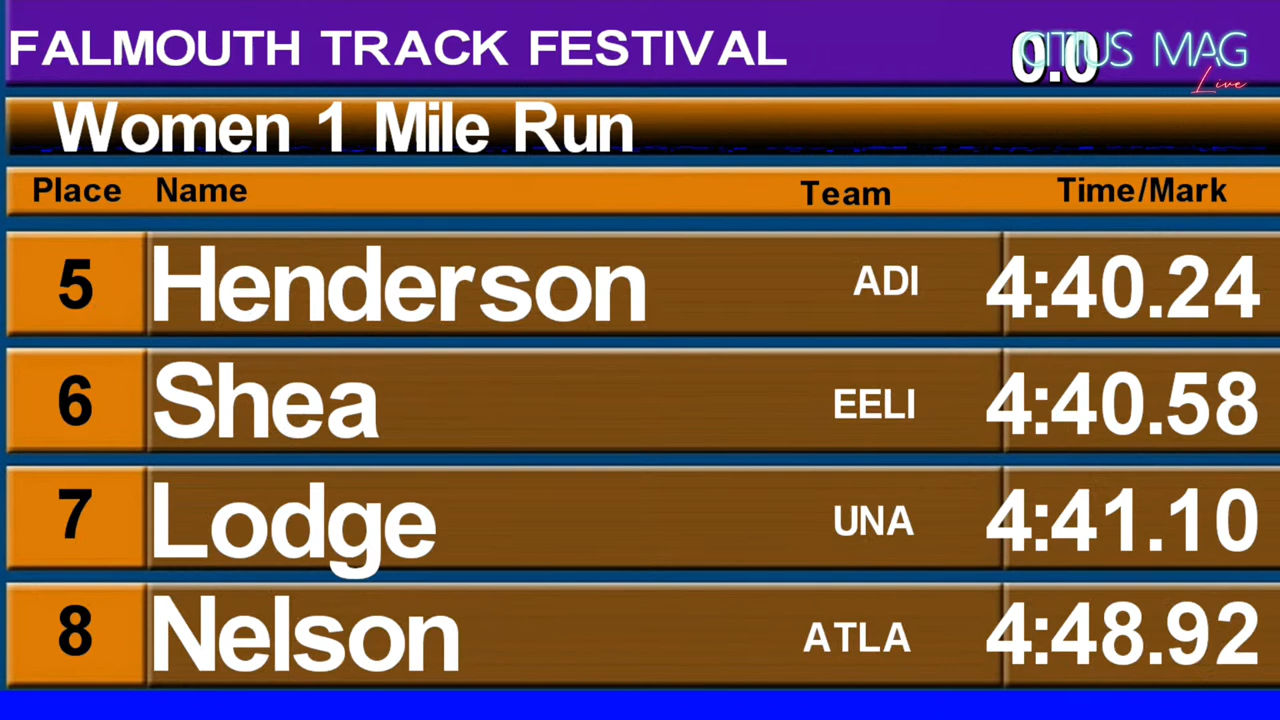 FALMOUTH TRACK FESTIVAL
0.0 CITIUS MAG
Live
Women 1 Mile Run
Place Name Team Time/Mark
5 Henderson ADI 4:40.24
6 Shea EELI 4:40.58
7 Lodge UNA 4:41.10
8 Nelson ATLA 4:48.92